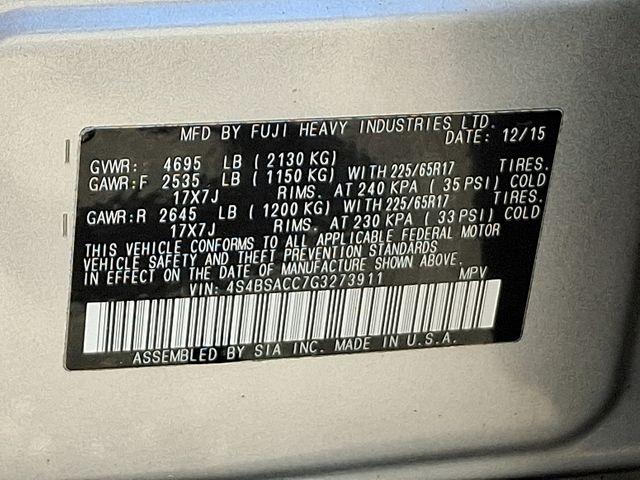 MFD BY FUJI HEAVY INDUSTRIES LTD.
DATE: 12/15
GVWR: 4695 LB ( 2130 KG)
GAWR:F 2535 LB ( 1150 KG) WITH 225/65R17 TIRES.
17X7J RIMS. AT 240 KPA ( 35 PSI) COLD
GAWR:R 2645 LB ( 1200 KG) WITH 225/65R17 TIRES.
17X7J RIMS. AT 230 KPA ( 33 PSI) COLD
THIS VEHICLE CONFORMS TO ALL APPLICABLE FEDERAL MOTOR
VEHICLE SAFETY AND THEFT PREVENTION STANDARDS
IN EFFECT ON THE DATE OF MANUFACTURE SHOWN ABOVE.
VIN: 4S4BSACC7G3273911 MPV
ASSEMBLED BY SIA INC. MADE IN U.S.A.